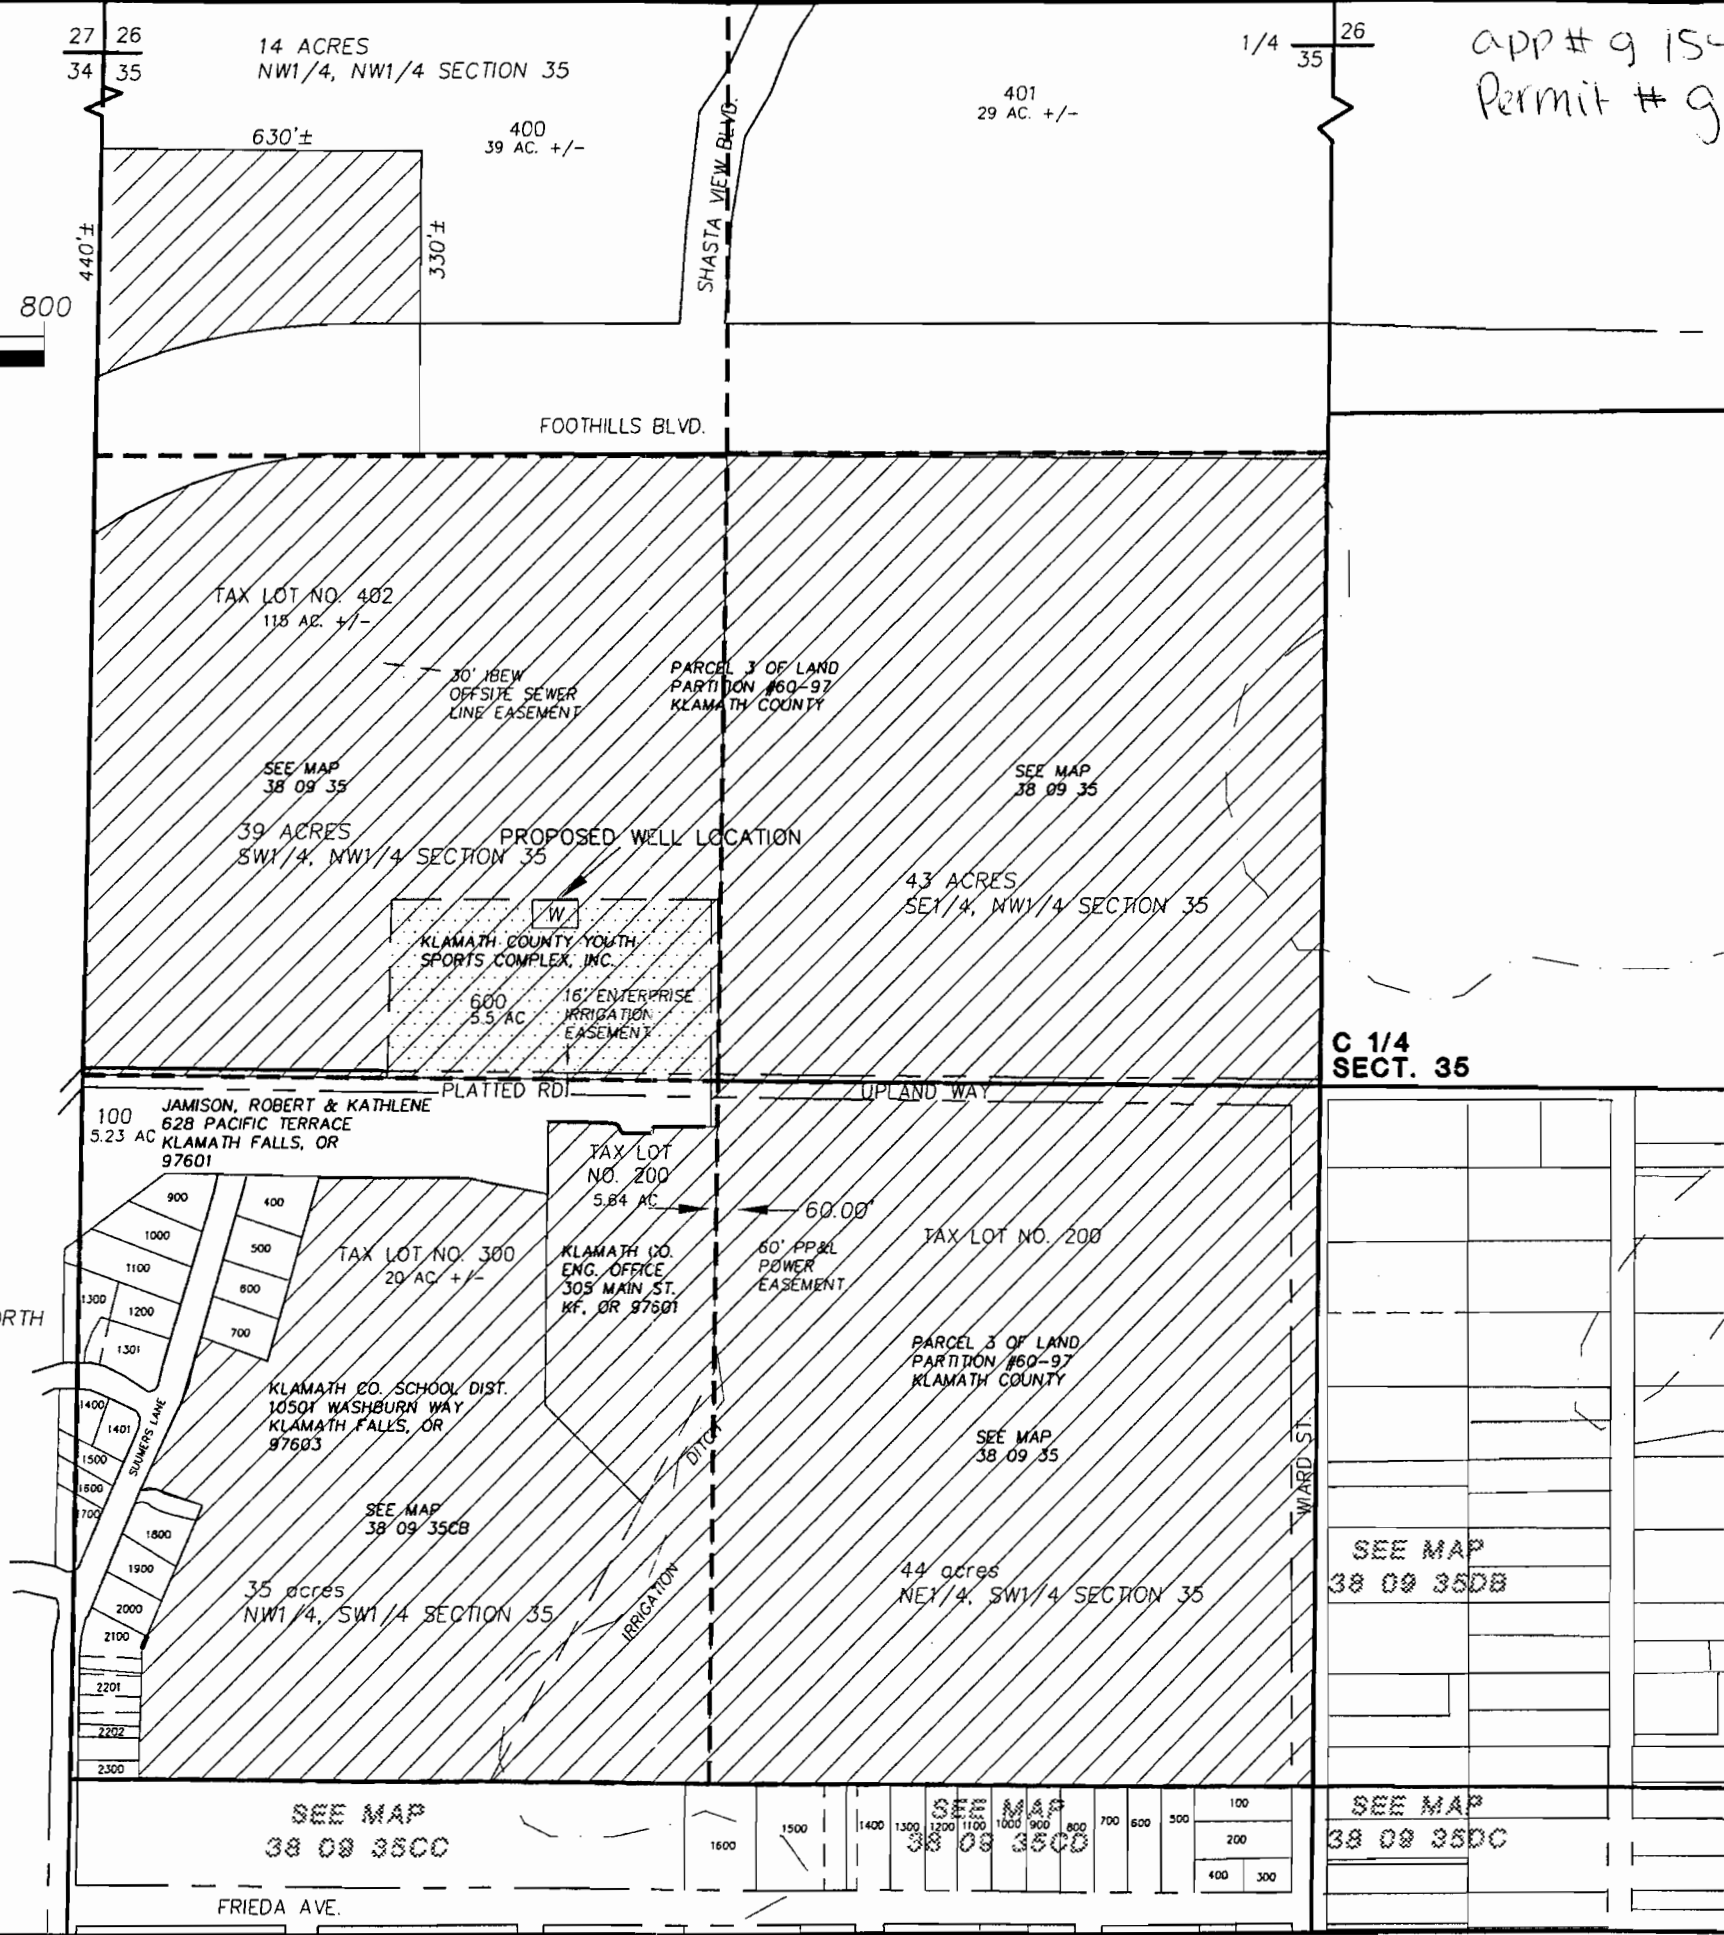 27 26
34 35
14 ACRES
NW1/4, NW1/4 SECTION 35
1/4
26
35
app # g 15
Permit # g
630'±
400
39 AC. +/-
401
29 AC. +/-
SHASTA VIEW BLVD.
440'±
330'±
800
FOOTHILLS BLVD.
TAX LOT NO. 402
115 AC. +/-
30' IBEW
OFFSITE SEWER
LINE EASEMENT
PARCEL 3 OF LAND
PARTITION #60-97
KLAMATH COUNTY
SEE MAP
38 09 35
SEE MAP
38 09 35
39 ACRES
SW1/4, NW1/4 SECTION 35
PROPOSED WELL LOCATION
43 ACRES
SE1/4, NW1/4 SECTION 35
W
KLAMATH COUNTY YOUTH
SPORTS COMPLEX, INC.
600
5.5 AC
16' ENTERPRISE
IRRIGATION
EASEMENT
C 1/4
SECT. 35
PLATTED RD.
UPLAND WAY
100
5.23 AC
JAMISON, ROBERT & KATHLENE
628 PACIFIC TERRACE
KLAMATH FALLS, OR
97601
TAX LOT
NO. 200
5.64 AC
60.00'
900
400
1000
500
1100
600
1300
1200
700
1301
TAX LOT NO. 300
20 AC. +/-
KLAMATH CO.
ENG. OFFICE
305 MAIN ST.
KF, OR 97601
60' PP&L
POWER
EASEMENT
TAX LOT NO. 200
ORTH
PARCEL 3 OF LAND
PARTITION #60-97
KLAMATH COUNTY
KLAMATH CO. SCHOOL DIST.
10501 WASHBURN WAY
KLAMATH FALLS, OR
97603
1400
1401
1500
1600
1700
SUUMERS LANE
DITCH
SEE MAP
38 09 35
WIARD ST.
SEE MAP
38 09 35CB
1800
1900
2000
2100
2201
2202
2300
IRRIGATION
35 acres
NW1/4, SW1/4 SECTION 35
44 acres
NE1/4, SW1/4 SECTION 35
SEE MAP
38 09 35DB
SEE MAP
38 09 35CC
1600
1500
1400
1300
1200
1100
1000
900
800
700
600
500
SEE MAP
38 09 35CD
100
200
400
300
SEE MAP
38 09 35DC
FRIEDA AVE.